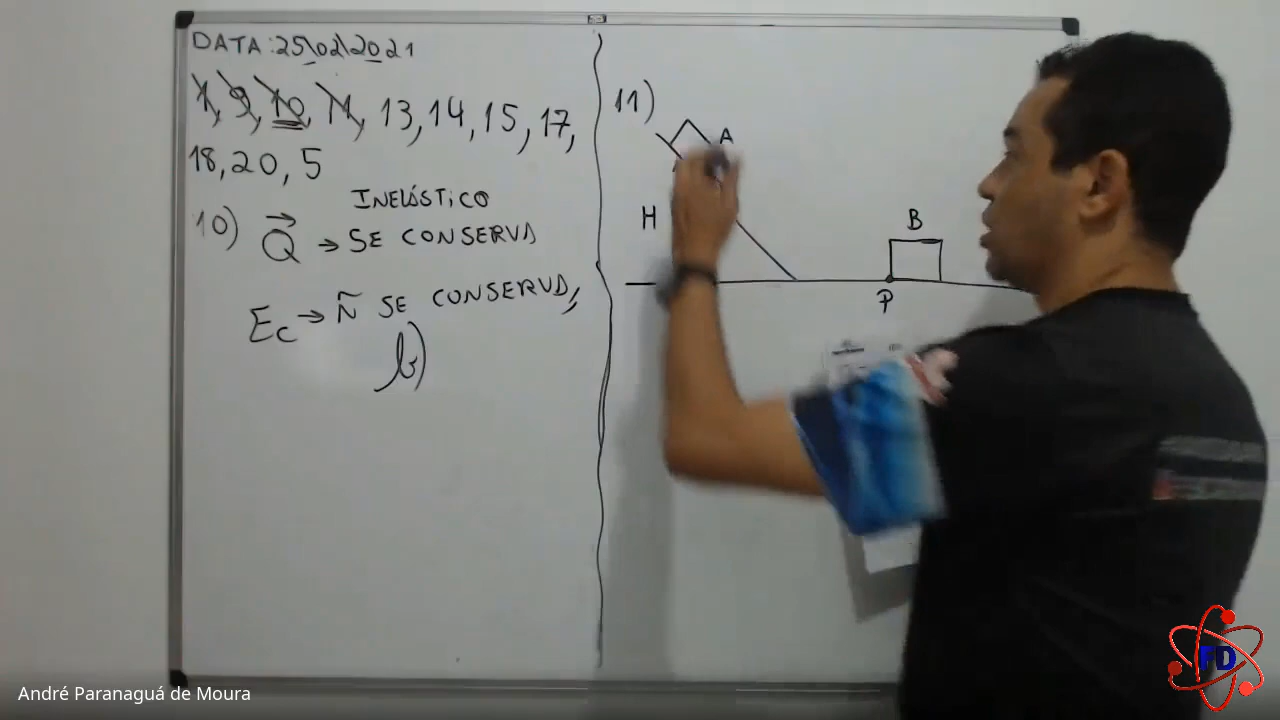 DATA: 25\02\2021
1, 9, 10, 11, 13, 14, 15, 17,
18, 20, 5
10) Q → SE CONSERVA
INELÁSTICO
EC → Ñ SE CONSERVA,
b)
11)
A
H
B
P
André Paranaguá de Moura
FD